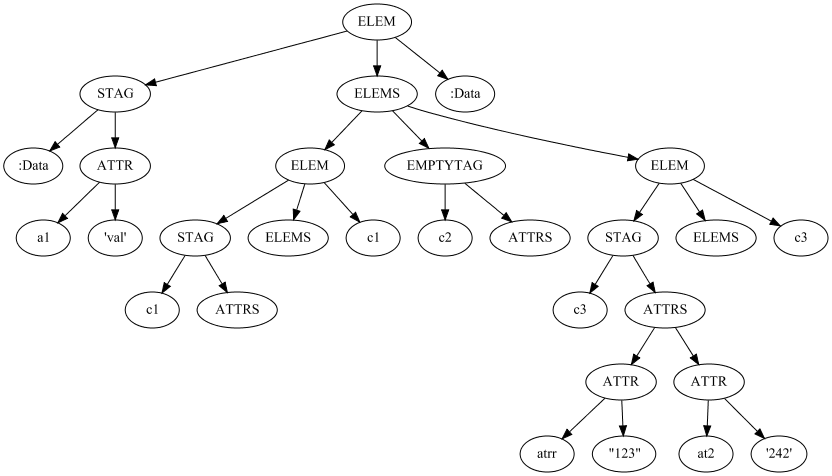 ELEM
STAG ELEMS :Data
:Data ATTR ELEM EMPTYTAG ELEM
a1 'val' STAG ELEMS c1 c2 ATTRS STAG ELEMS c3
c1 ATTRS c3 ATTRS
ATTR ATTR
atrr "123" at2 '242'